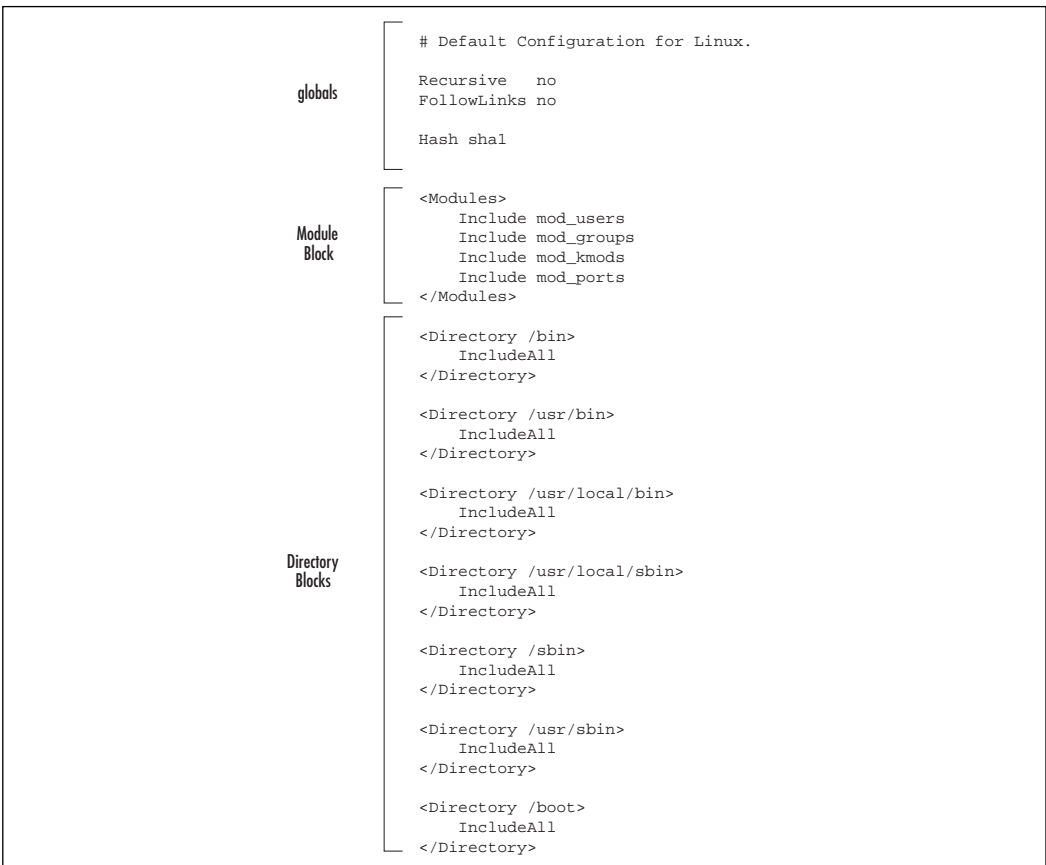 globals
# Default Configuration for Linux.
Recursive   no
FollowLinks no
Hash sha1
Module
Block
<Modules>
    Include mod_users
    Include mod_groups
    Include mod_kmods
    Include mod_ports
</Modules>
Directory
Blocks
<Directory /bin>
    IncludeAll
</Directory>
<Directory /usr/bin>
    IncludeAll
</Directory>
<Directory /usr/local/bin>
    IncludeAll
</Directory>
<Directory /usr/local/sbin>
    IncludeAll
</Directory>
<Directory /sbin>
    IncludeAll
</Directory>
<Directory /usr/sbin>
    IncludeAll
</Directory>
<Directory /boot>
    IncludeAll
</Directory>